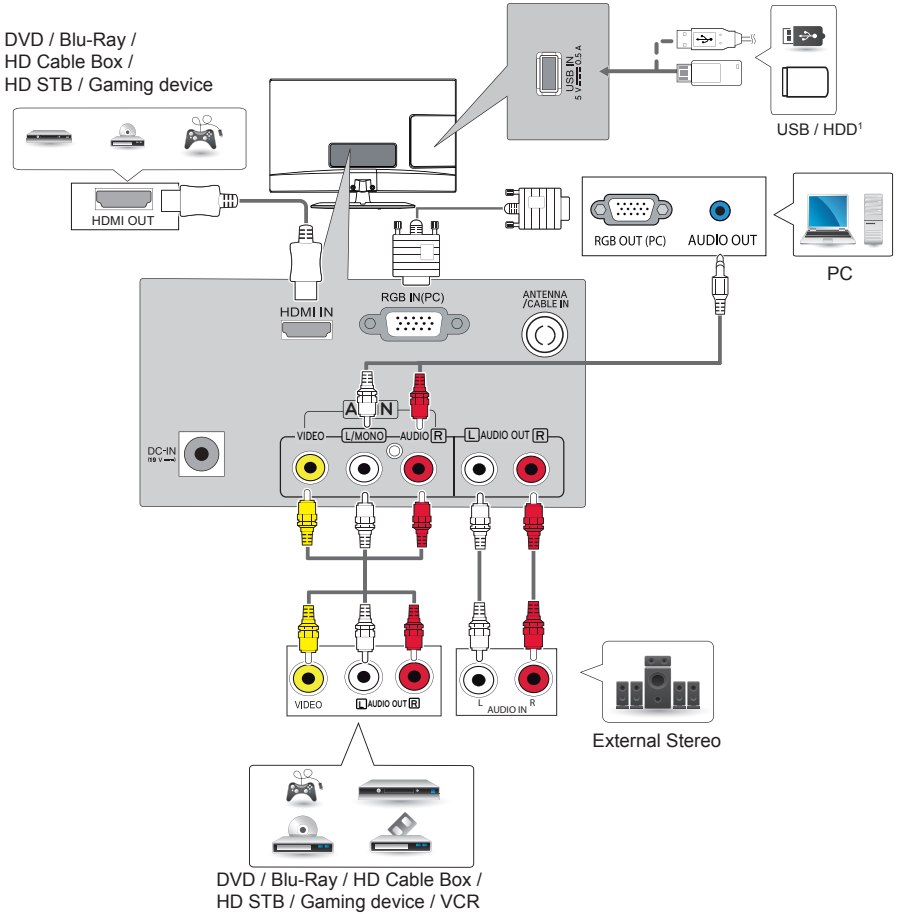 DVD / Blu-Ray /
HD Cable Box /
HD STB / Gaming device
HDMI OUT
USB IN
5 V 0.5 A
USB / HDD1
RGB OUT (PC)
AUDIO OUT
PC
HDMI IN
RGB IN(PC)
ANTENNA
/CABLE IN
VIDEO
L/MONO
AUDIO R
L AUDIO OUT R
DC-IN
(19 V)
VIDEO
L AUDIO OUT R
L R
AUDIO IN
External Stereo
DVD / Blu-Ray / HD Cable Box /
HD STB / Gaming device / VCR